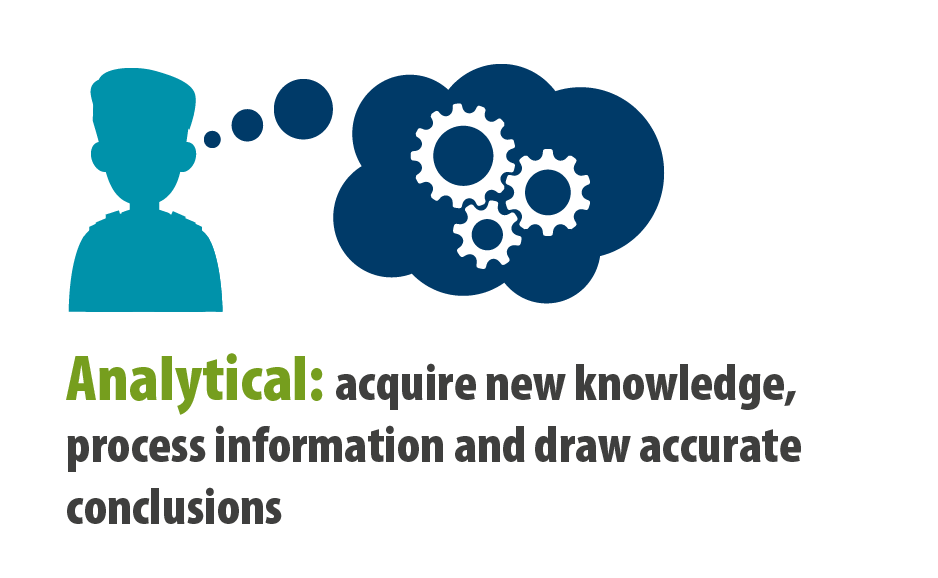 Analytical: acquire new knowledge,
process information and draw accurate
conclusions